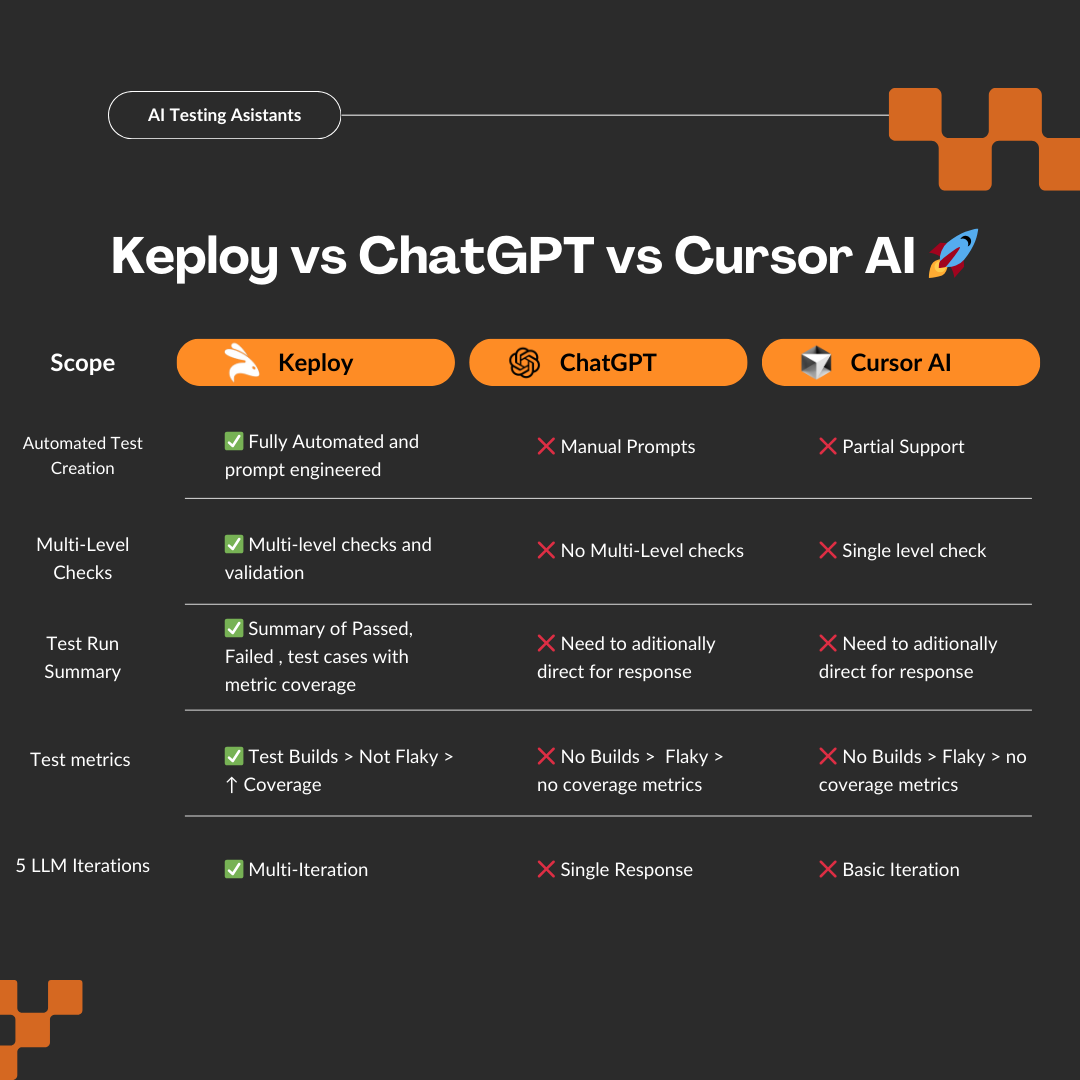 AI Testing Asistants
Keploy vs ChatGPT vs Cursor AI 🚀
Scope
Keploy
ChatGPT
Cursor AI
Automated Test
Creation
✅ Fully Automated and
prompt engineered
❌ Manual Prompts
❌ Partial Support
Multi-Level
Checks
✅ Multi-level checks and
validation
❌ No Multi-Level checks
❌ Single level check
Test Run
Summary
✅ Summary of Passed,
Failed , test cases with
metric coverage
❌ Need to aditionally
direct for response
❌ Need to aditionally
direct for response
Test metrics
✅ Test Builds > Not Flaky >
↑ Coverage
❌ No Builds >  Flaky >
no coverage metrics
❌ No Builds > Flaky > no
coverage metrics
5 LLM Iterations
✅ Multi-Iteration
❌ Single Response
❌ Basic Iteration